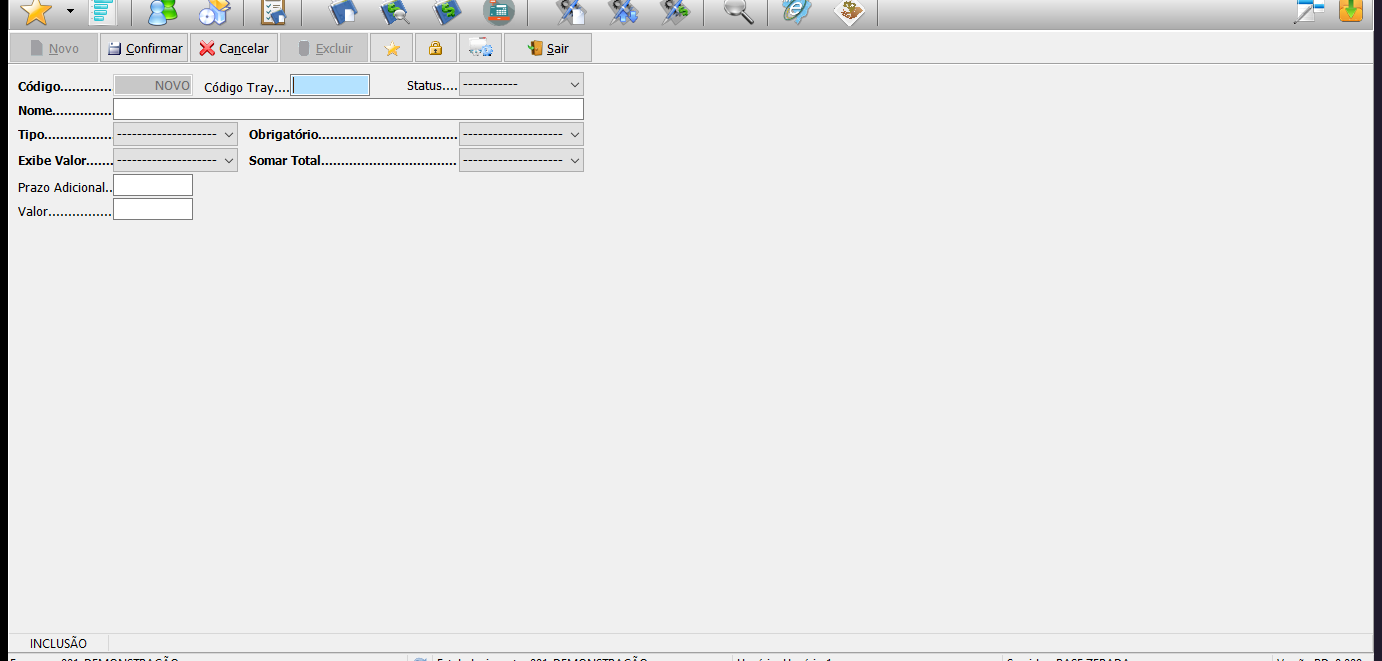 Novo Confirmar Cancelar Excluir Sair
Código............. NOVO Código Tray.... Status.... -----------
Nome...............
Tipo................. -------------------- Obrigatório................................... --------------------
Exibe Valor....... -------------------- Somar Total.................................. --------------------
Prazo Adicional..
Valor................
INCLUSÃO